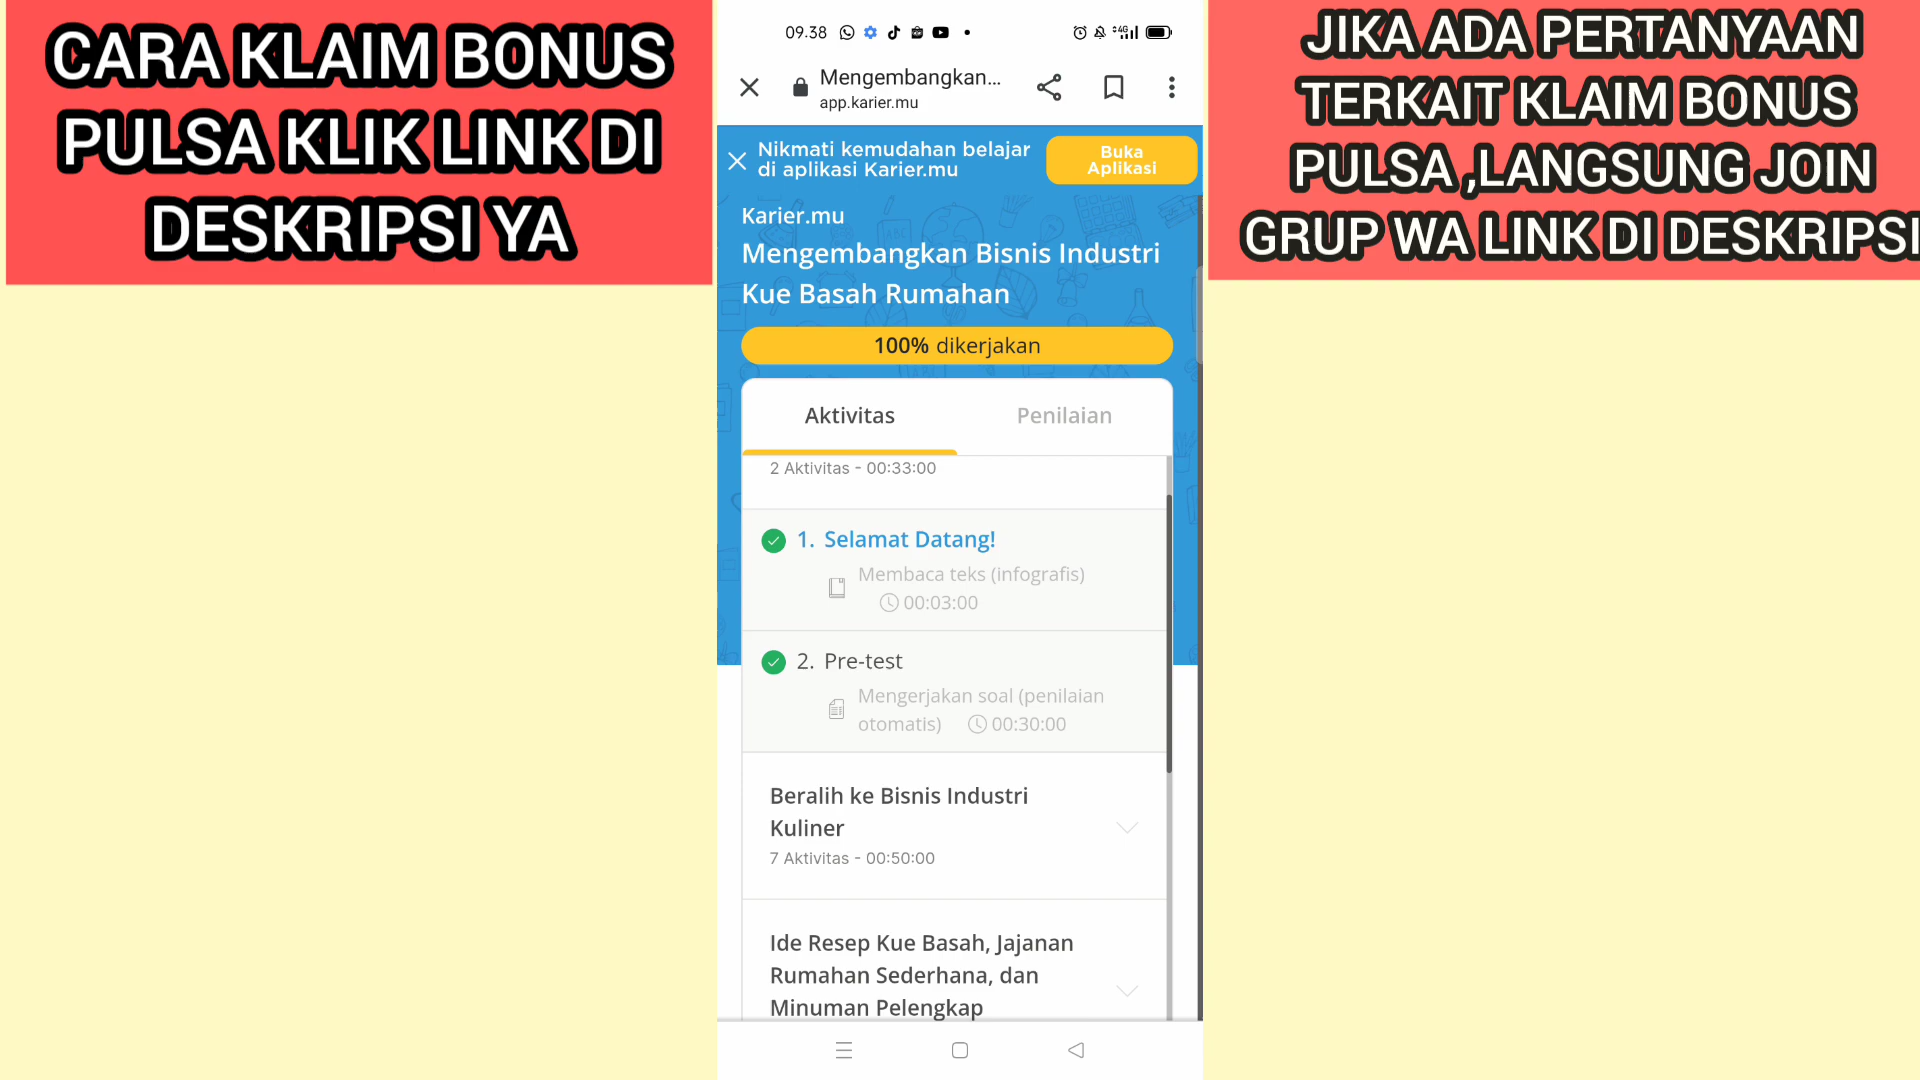 CARA KLAIM BONUS
PULSA KLIK LINK DI
DESKRIPSI YA
09.38
4G
Mengembangkan...
app.karier.mu
Nikmati kemudahan belajar
di aplikasi Karier.mu
Buka
Aplikasi
Karier.mu
Mengembangkan Bisnis Industri
Kue Basah Rumahan
100% dikerjakan
Aktivitas
Penilaian
2 Aktivitas - 00:33:00
1. Selamat Datang!
Membaca teks (infografis)
00:03:00
2. Pre-test
Mengerjakan soal (penilaian
otomatis) 00:30:00
Beralih ke Bisnis Industri
Kuliner
7 Aktivitas - 00:50:00
Ide Resep Kue Basah, Jajanan
Rumahan Sederhana, dan
Minuman Pelengkap
JIKA ADA PERTANYAAN
TERKAIT KLAIM BONUS
PULSA ,LANGSUNG JOIN
GRUP WA LINK DI DESKRIPSI